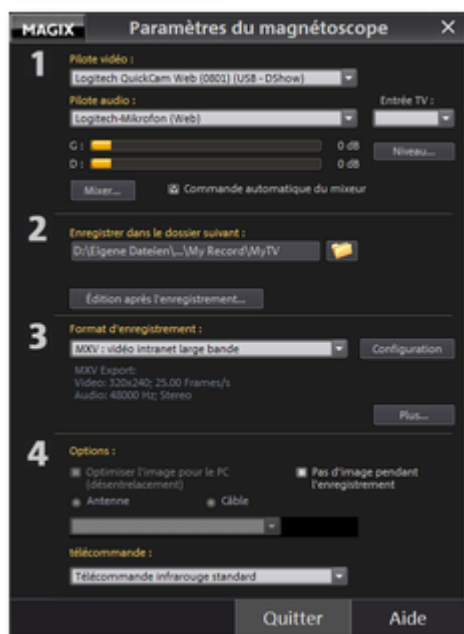 MAGIX Paramètres du magnétoscope
1
Pilote vidéo :
Logitech QuickCam Web (0801) (USB - DShow)
Pilote audio :
Entrée TV :
Logitech-Mikrofon (Web)
G : 0 dB
D : 0 dB
Niveau...
Mixer...
Commande automatique du mixeur
2
Enregistrer dans le dossier suivant :
D:\Eigene Dateien\...\My Record\MyTV
Édition après l'enregistrement...
3
Format d'enregistrement :
MXV : vidéo intranet large bande
Configuration
MXV Export:
Video: 320x240; 25.00 Frames/s
Audio: 48000 Hz; Stereo
Plus...
4
Options :
Optimiser l'image pour le PC
(désentrelacement)
Pas d'image pendant
l'enregistrement
Antenne
Câble
télécommande :
Télécommande infrarouge standard
Quitter
Aide